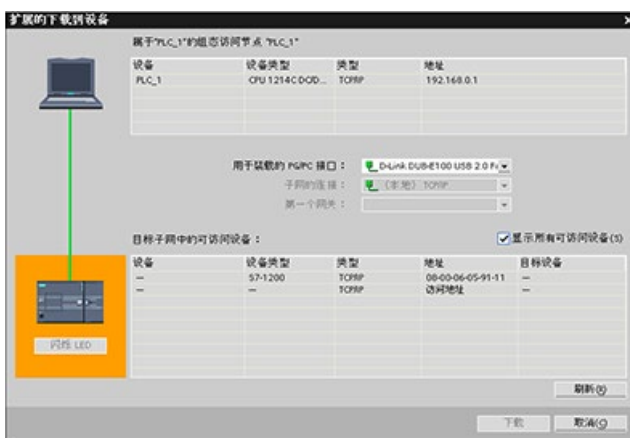 扩展的下载到设备
属于"PLC_1"的组态访问节点 "PLC_1"
设备 设备类型 类型 地址
PLC_1 CPU 1214C DC/D... TCP/IP 192.168.0.1
用于装载的 PG/PC 接口：
D-Link DUB-E100 USB 2.0 Fa
子网的连接：
（本地） TCP/IP
第一个网关：
目标子网中的可访问设备：
显示所有可访问设备(S)
设备 设备类型 类型 地址 目标设备
— S7-1200 TCP/IP 08-00-06-05-91-11 —
— — TCP/IP 访问地址 —
闪烁 LED
刷新(R)
下载 取消(C)